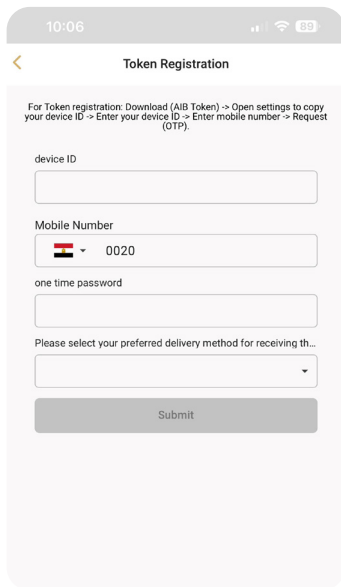 10:06
89
Token Registration
For Token registration: Download (AIB Token) -> Open settings to copy
your device ID -> Enter your device ID -> Enter mobile number -> Request
(OTP).
device ID
Mobile Number
0020
one time password
Please select your preferred delivery method for receiving th...
Submit